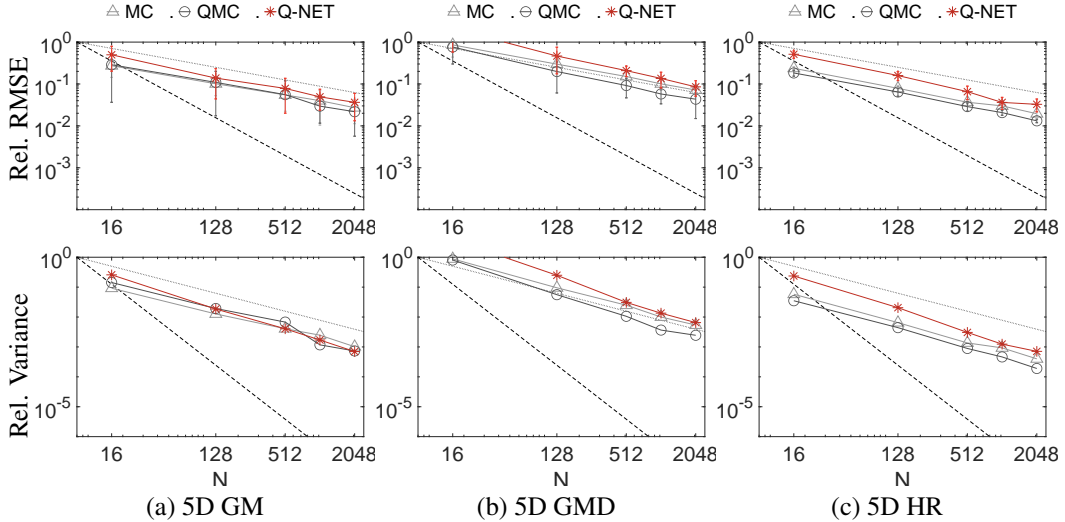 MC . QMC . Q-NET
MC . QMC . Q-NET
MC . QMC . Q-NET
Rel. RMSE
10^0
10^-1
10^-2
10^-3
16 128 512 2048
10^0
10^-1
10^-2
10^-3
16 128 512 2048
10^0
10^-1
10^-2
10^-3
16 128 512 2048
Rel. Variance
10^0
10^-5
16 128 512 2048
N
10^0
10^-5
16 128 512 2048
N
10^0
10^-5
16 128 512 2048
N
(a) 5D GM
(b) 5D GMD
(c) 5D HR